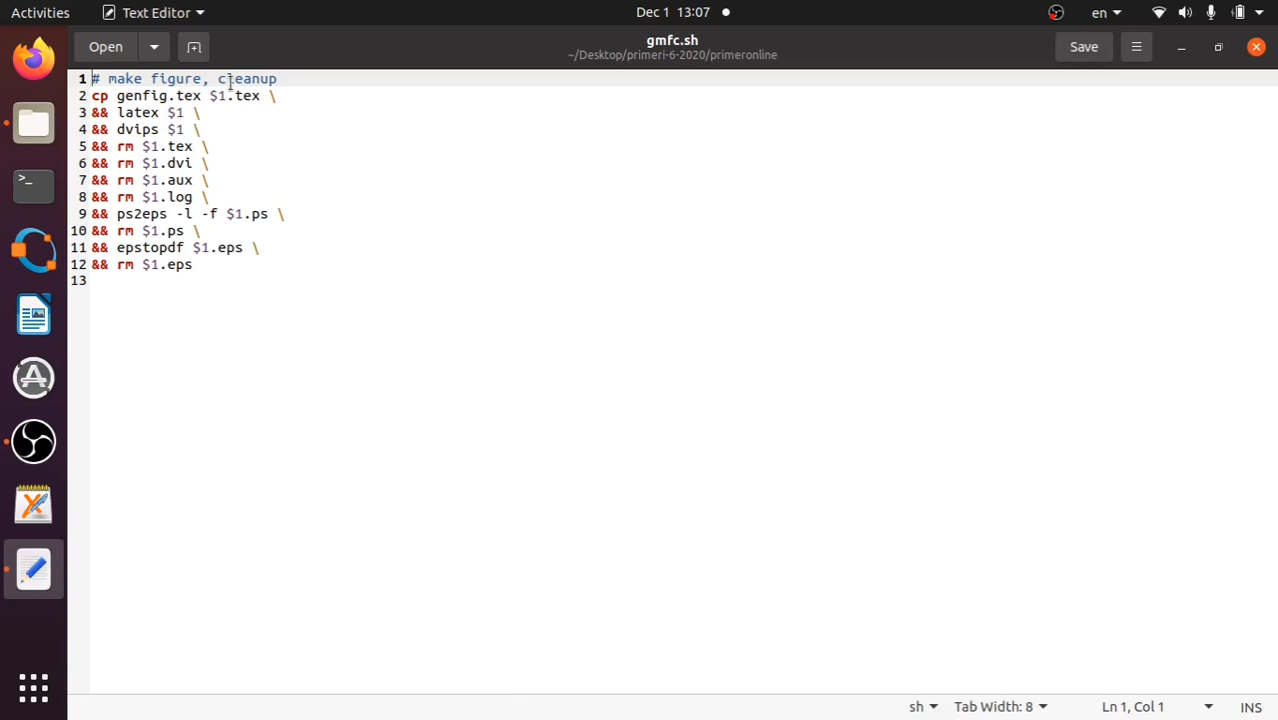 Activities Text Editor Dec 1 13:07 en
Open gmfc.sh Save
~/Desktop/primeri-6-2020/primeronline
1 # make figure, cleanup
2 cp genfig.tex $1.tex \
3 && latex $1 \
4 && dvips $1 \
5 && rm $1.tex \
6 && rm $1.dvi \
7 && rm $1.aux \
8 && rm $1.log \
9 && ps2eps -l -f $1.ps \
10 && rm $1.ps \
11 && epstopdf $1.eps \
12 && rm $1.eps
13
sh Tab Width: 8 Ln 1, Col 1 INS